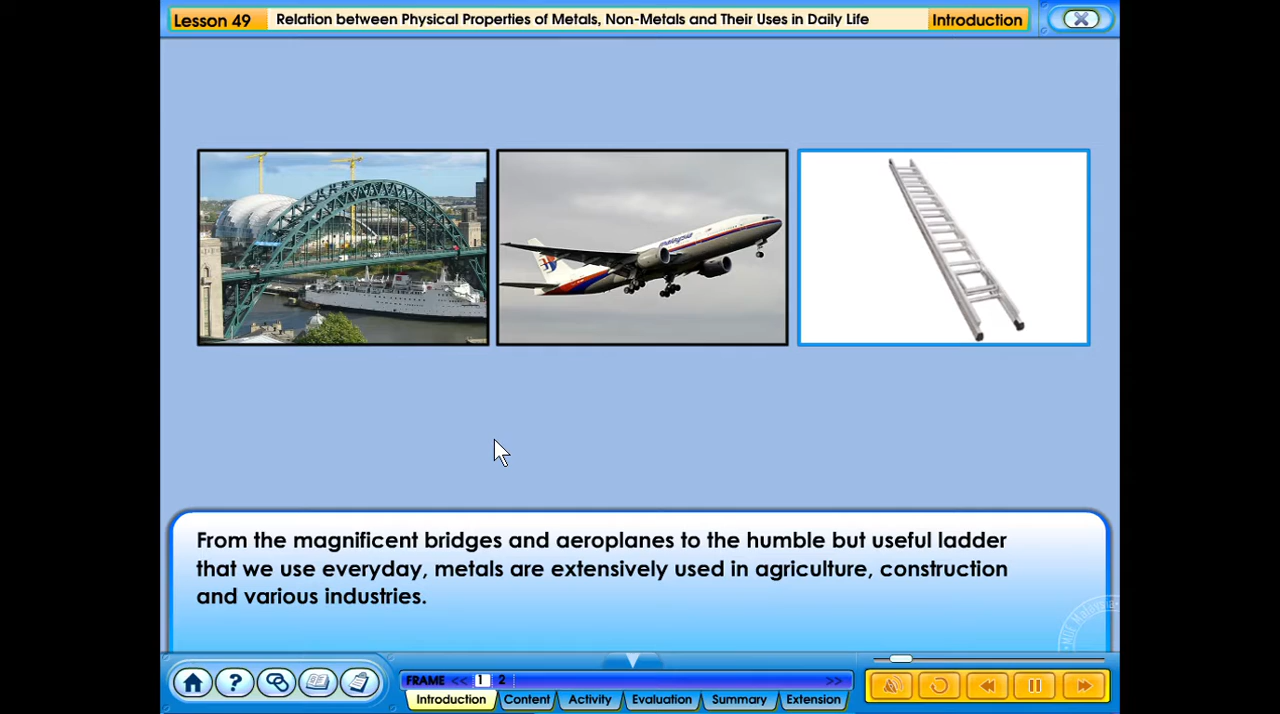 Lesson 49
Relation between Physical Properties of Metals, Non-Metals and Their Uses in Daily Life
Introduction
malaysia
From the magnificent bridges and aeroplanes to the humble but useful ladder
that we use everyday, metals are extensively used in agriculture, construction
and various industries.
FRAME << 1 2 >>
Introduction
Content
Activity
Evaluation
Summary
Extension